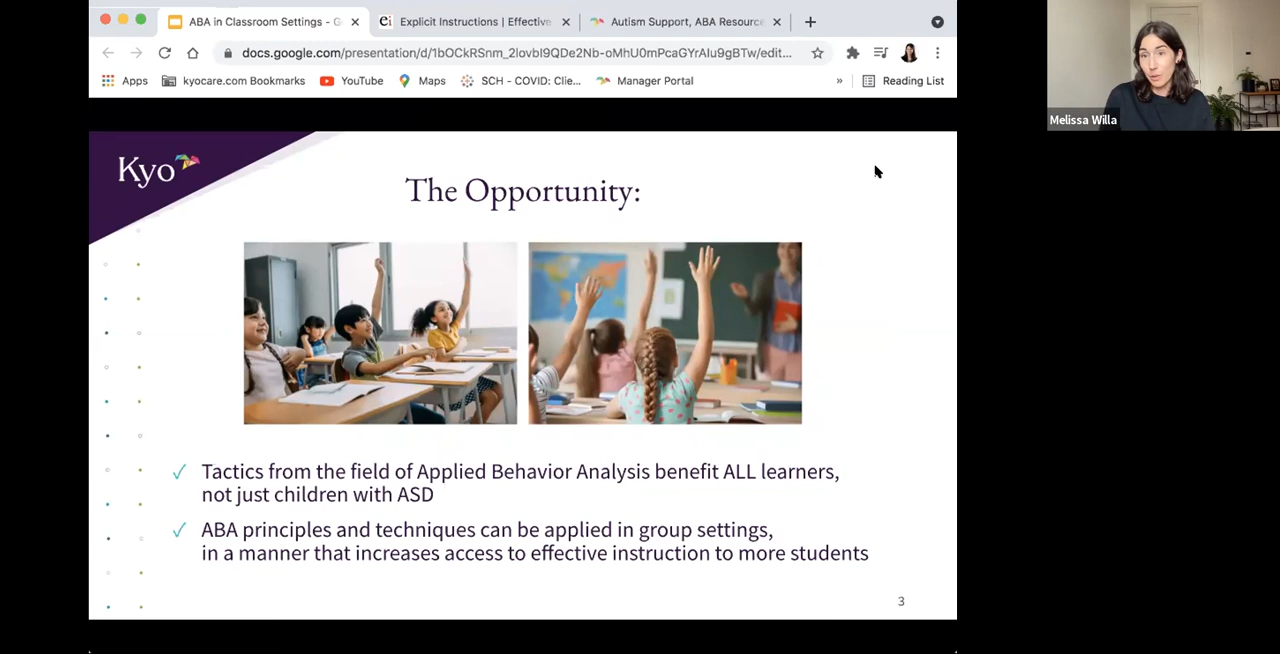 ABA in Classroom Settings - G
Explicit Instructions | Effective
Autism Support, ABA Resource
docs.google.com/presentation/d/1bOCkRSnm_2lovbI9QDe2Nb-oMhU0mPcaGYrAlu9gBTw/edit...
Apps
kyocare.com Bookmarks
YouTube
Maps
SCH - COVID: Clie...
Manager Portal
»
Reading List
Melissa Willa
Kyo
The Opportunity:
✓ Tactics from the field of Applied Behavior Analysis benefit ALL learners,
not just children with ASD
✓ ABA principles and techniques can be applied in group settings,
in a manner that increases access to effective instruction to more students
3